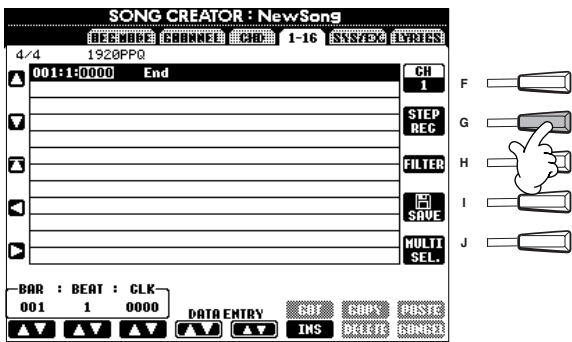 SONG CREATOR : NewSong
REC MODE CHANNEL CHD 1-16 SYS/EX. LYRICS
4/4 1920PPQ
001:1:0000 End
CH
1
F
STEP
REC
G
FILTER
H
SAVE
I
MULTI
SEL.
J
BAR : BEAT : CLK
001 1 0000
DATA ENTRY
CUT COPY PASTE
INS DELETE CANCEL